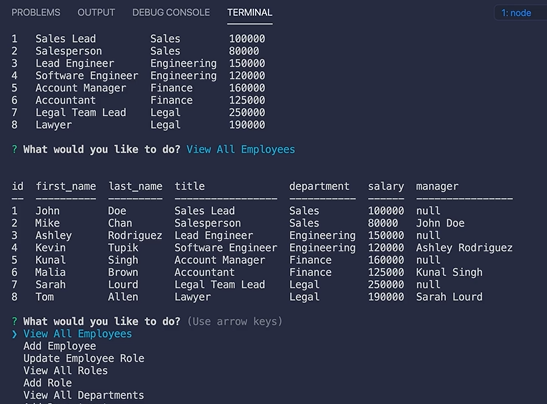 PROBLEMS OUTPUT DEBUG CONSOLE TERMINAL 1: node
1 Sales Lead Sales 100000
2 Salesperson Sales 80000
3 Lead Engineer Engineering 150000
4 Software Engineer Engineering 120000
5 Account Manager Finance 160000
6 Accountant Finance 125000
7 Legal Team Lead Legal 250000
8 Lawyer Legal 190000
? What would you like to do? View All Employees
id first_name last_name title department salary manager
1 John Doe Sales Lead Sales 100000 null
2 Mike Chan Salesperson Sales 80000 John Doe
3 Ashley Rodriguez Lead Engineer Engineering 150000 null
4 Kevin Tupik Software Engineer Engineering 120000 Ashley Rodriguez
5 Kunal Singh Account Manager Finance 160000 null
6 Malia Brown Accountant Finance 125000 Kunal Singh
7 Sarah Lourd Legal Team Lead Legal 250000 null
8 Tom Allen Lawyer Legal 190000 Sarah Lourd
? What would you like to do? (Use arrow keys)
❯ View All Employees
Add Employee
Update Employee Role
View All Roles
Add Role
View All Departments